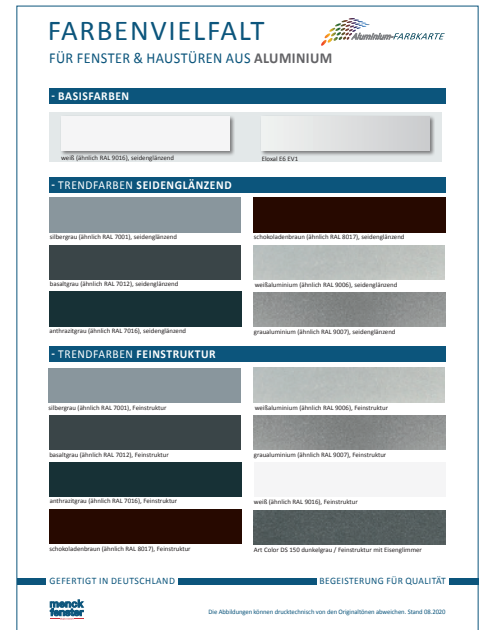 FARBENVIELFALT
Aluminium-FARBKARTE
FÜR FENSTER & HAUSTÜREN AUS ALUMINIUM
- BASISFARBEN
weiß (ähnlich RAL 9016), seidenglänzend
Eloxal E6 EV1
- TRENDFARBEN SEIDENGLÄNZEND
silbergrau (ähnlich RAL 7001), seidenglänzend
schokoladenbraun (ähnlich RAL 8017), seidenglänzend
basaltgrau (ähnlich RAL 7012), seidenglänzend
weißaluminium (ähnlich RAL 9006), seidenglänzend
anthrazitgrau (ähnlich RAL 7016), seidenglänzend
graualuminium (ähnlich RAL 9007), seidenglänzend
- TRENDFARBEN FEINSTRUKTUR
silbergrau (ähnlich RAL 7001), Feinstruktur
weißaluminium (ähnlich RAL 9006), Feinstruktur
basaltgrau (ähnlich RAL 7012), Feinstruktur
graualuminium (ähnlich RAL 9007), Feinstruktur
anthrazitgrau (ähnlich RAL 7016), Feinstruktur
weiß (ähnlich RAL 9016), Feinstruktur
schokoladenbraun (ähnlich RAL 8017), Feinstruktur
Art Color DS 150 dunkelgrau / Feinstruktur mit Eisenglimmer
GEFERTIGT IN DEUTSCHLAND
BEGEISTERUNG FÜR QUALITÄT
menck
fenster
Die Abbildungen können drucktechnisch von den Originaltönen abweichen. Stand 08.2020